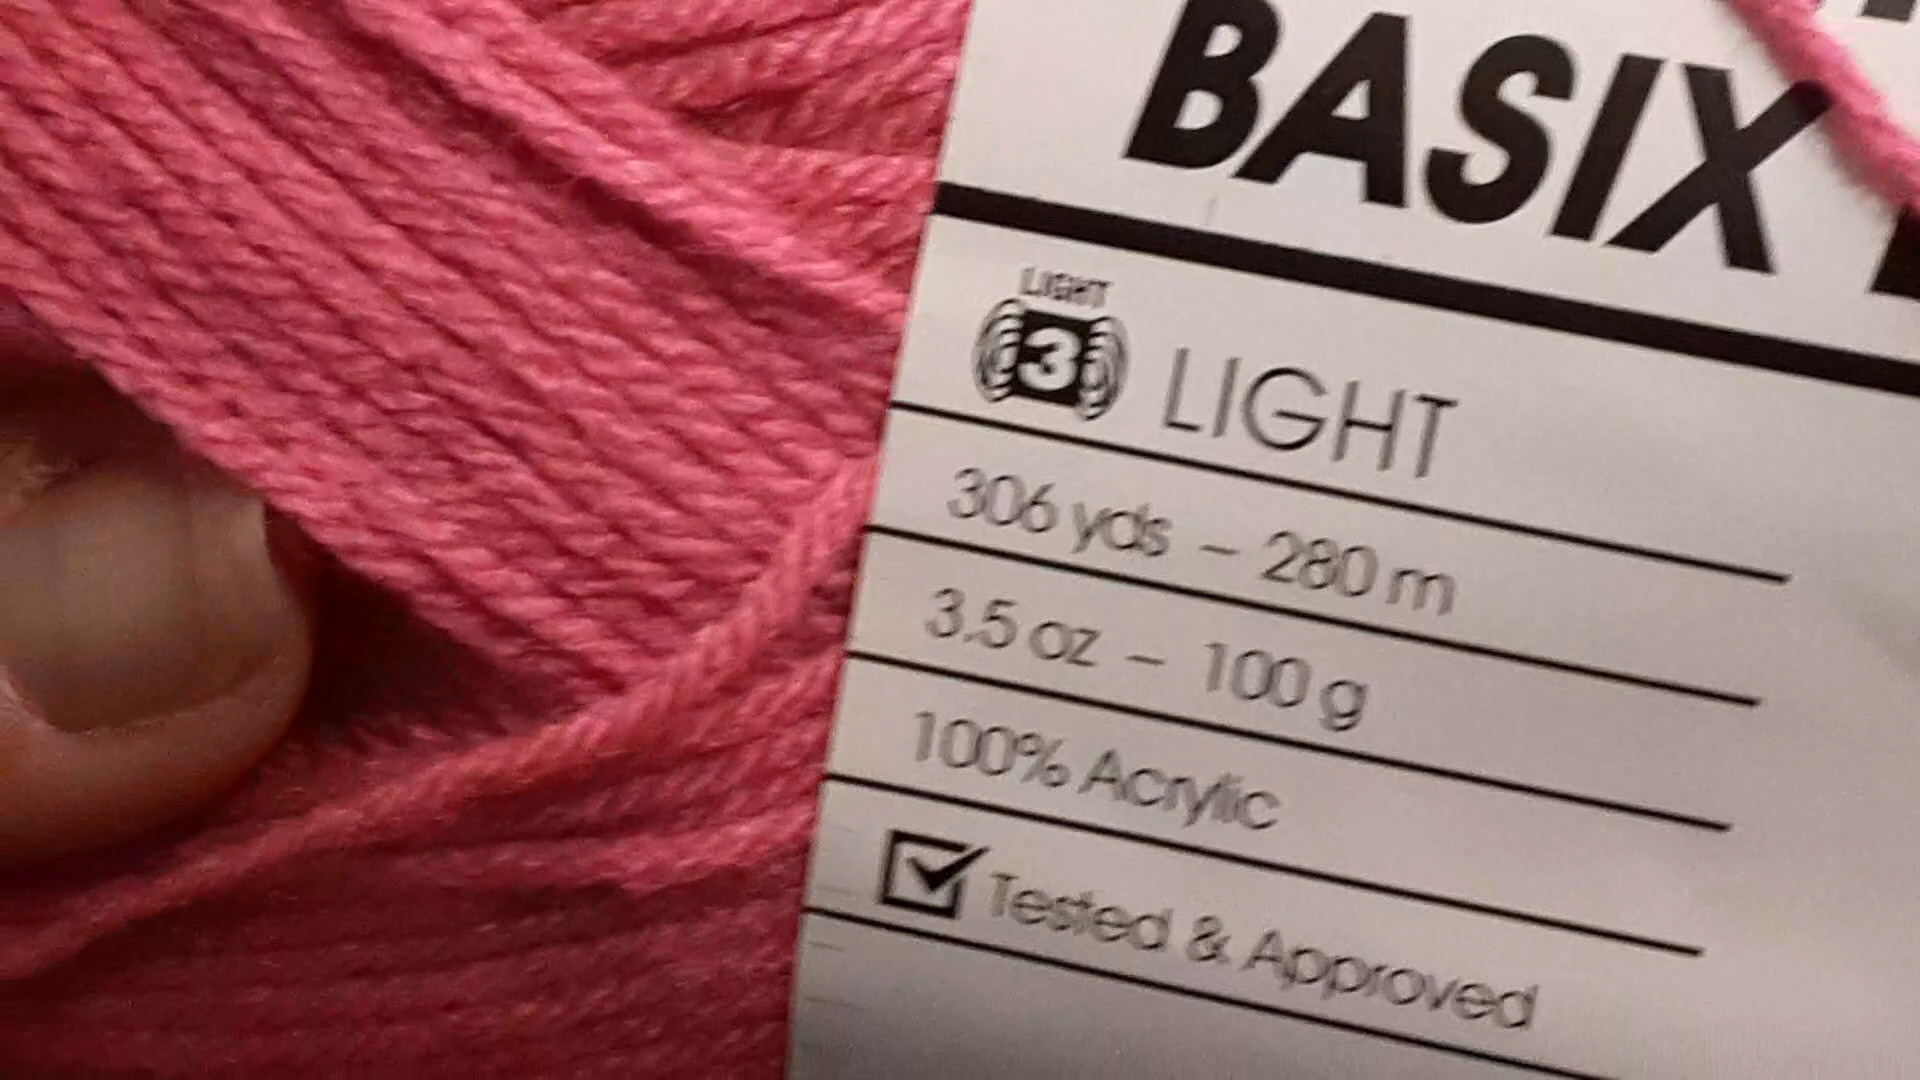 BASIX
LIGHT
3 LIGHT
306 yds – 280 m
3.5 oz – 100 g
100% Acrylic
Tested & Approved